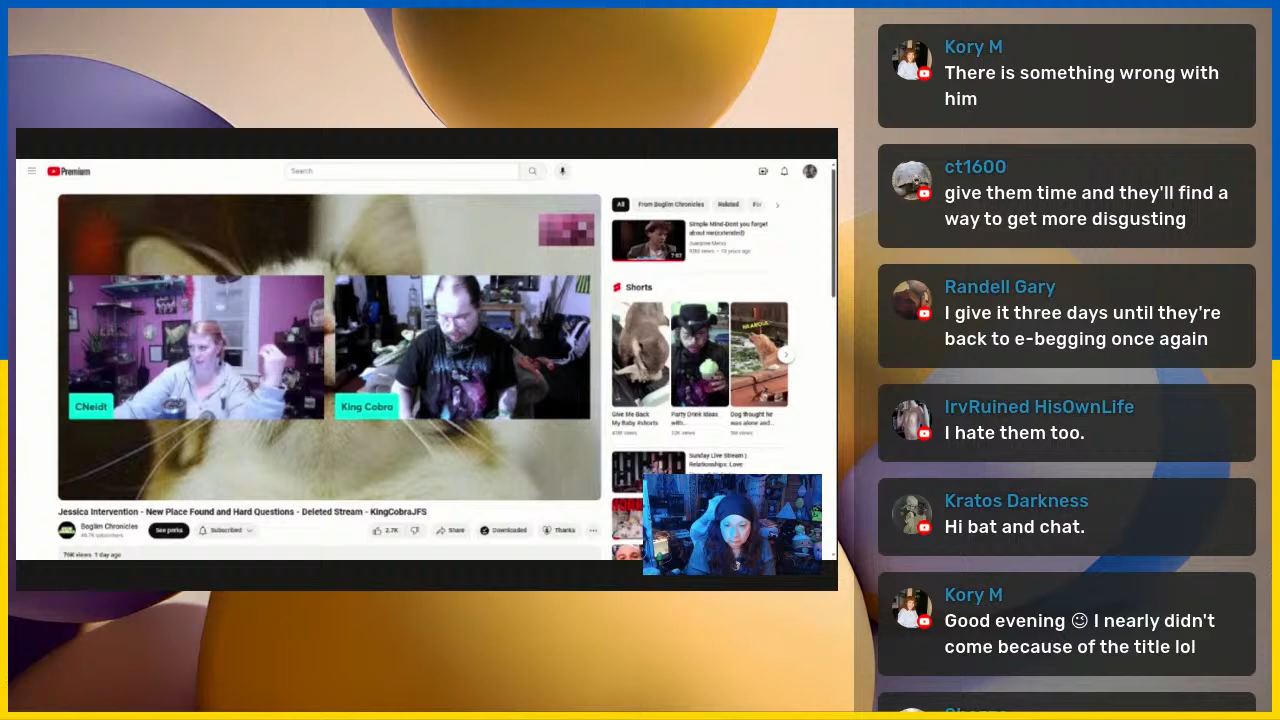 Premium
Search
CNeidt
King Cobra
Jessica Intervention - New Place Found and Hard Questions - Deleted Stream - KingCobraJFS
Boglim Chronicles
See perks
Subscribed
2.7K
Share
Downloaded
Thanks
76K views 1 day ago
All
From Boglim Chronicles
Related
For
Simple Mind-Dont you forget
about me(extended)
7:07
Shorts
Give Me Back
My Baby #shorts
Party Drink Ideas
with...
Dog thought he
was alone and...
Sunday Live Stream |
Relationships: Love
Kory M
There is something wrong with
him
ct1600
give them time and they'll find a
way to get more disgusting
Randell Gary
I give it three days until they're
back to e-begging once again
IrvRuined HisOwnLife
I hate them too.
Kratos Darkness
Hi bat and chat.
Kory M
Good evening 😉 I nearly didn't
come because of the title lol